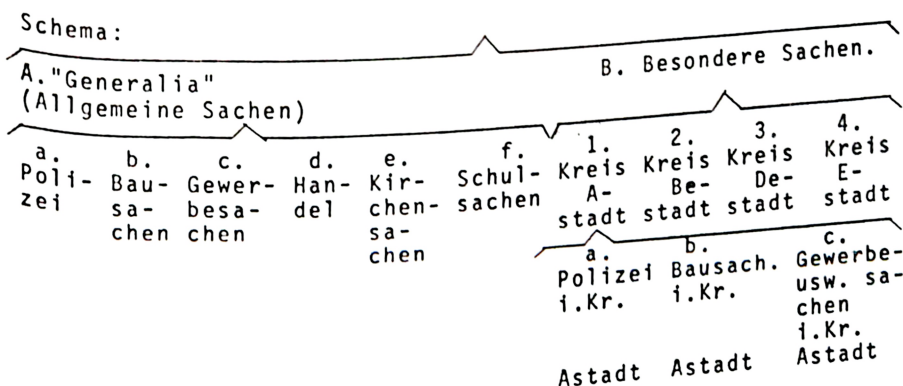 Schema:
A."Generalia" B. Besondere Sachen.
(Allgemeine Sachen)
a. b. c. d. e. f. 1. 2. 3. 4.
Poli- Bau- Gewer- Han- Kir- Schul- Kreis Kreis Kreis Kreis
zei sa- besa- del chen- sachen A- Be- De- E-
chen chen sa- stadt stadt stadt stadt
chen
a. b. c.
Polizei Bausach. Gewerbe-
i.Kr. i.Kr. usw. sa-
chen
i.Kr.
Astadt Astadt Astadt